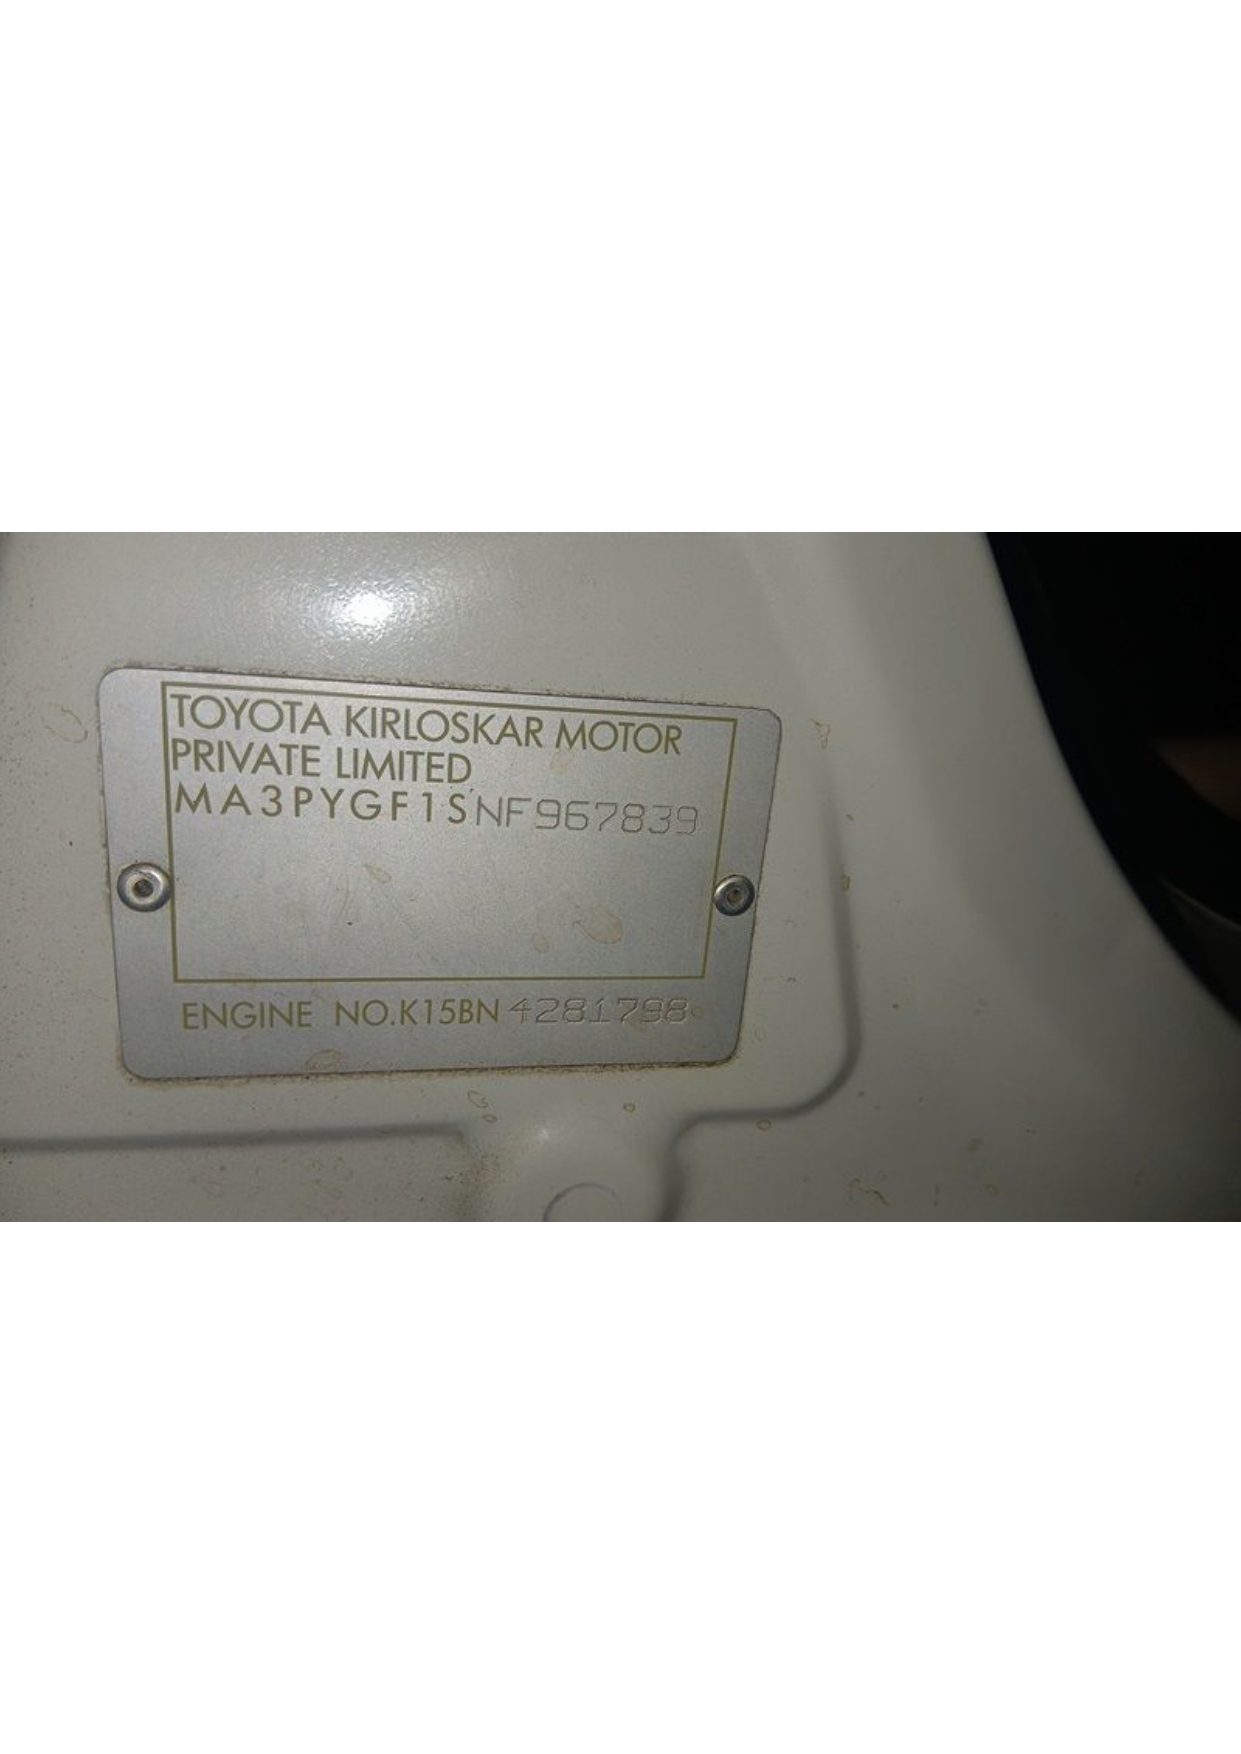 TOYOTA KIRLOSKAR MOTOR
PRIVATE LIMITED
MA3PYGF1SNF967839
ENGINE NO.K15BN4281798